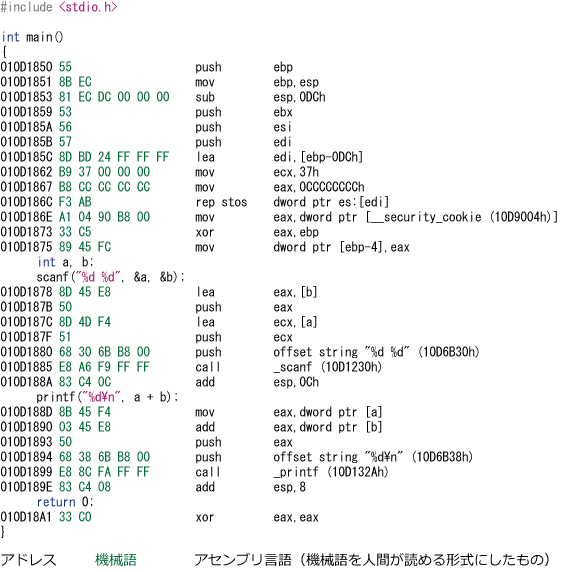 #include <stdio.h>
int main()
{
010D1850 55 push ebp
010D1851 8B EC mov ebp,esp
010D1853 81 EC DC 00 00 00 sub esp,0DCh
010D1859 53 push ebx
010D185A 56 push esi
010D185B 57 push edi
010D185C 8D BD 24 FF FF FF lea edi,[ebp-0DCh]
010D1862 B9 37 00 00 00 mov ecx,37h
010D1867 B8 CC CC CC CC mov eax,0CCCCCCCCh
010D186C F3 AB rep stos dword ptr es:[edi]
010D186E A1 04 90 B8 00 mov eax,dword ptr [__security_cookie (10D9004h)]
010D1873 33 C5 xor eax,ebp
010D1875 89 45 FC mov dword ptr [ebp-4],eax
int a, b;
scanf("%d %d", &a, &b);
010D1878 8D 45 E8 lea eax,[b]
010D187B 50 push eax
010D187C 8D 4D F4 lea ecx,[a]
010D187F 51 push ecx
010D1880 68 30 6B B8 00 push offset string "%d %d" (10D6B30h)
010D1885 E8 A6 F9 FF FF call _scanf (10D1230h)
010D188A 83 C4 0C add esp,0Ch
printf("%d¥n", a + b);
010D188D 8B 45 F4 mov eax,dword ptr [a]
010D1890 03 45 E8 add eax,dword ptr [b]
010D1893 50 push eax
010D1894 68 38 6B B8 00 push offset string "%d¥n" (10D6B38h)
010D1899 E8 8C FA FF FF call _printf (10D132Ah)
010D189E 83 C4 08 add esp,8
return 0;
010D18A1 33 C0 xor eax,eax
}
アドレス 機械語 アセンブリ言語（機械語を人間が読める形式にしたもの）